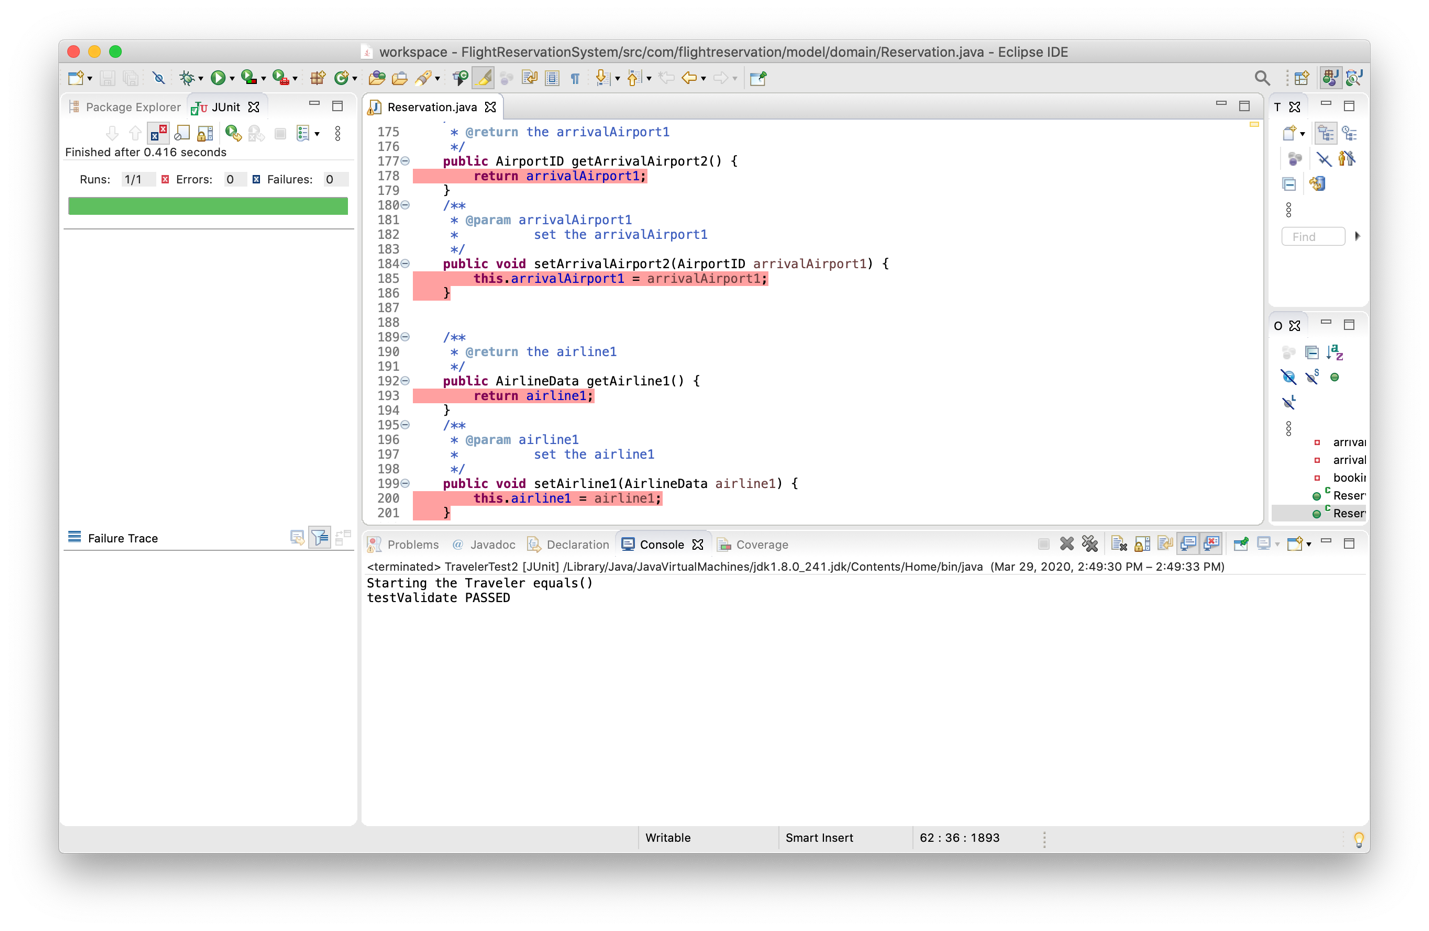 workspace - FlightReservationSystem/src/com/flightreservation/model/domain/Reservation.java - Eclipse IDE
Package Explorer
JUnit
Finished after 0.416 seconds
Runs: 1/1 Errors: 0 Failures: 0
Failure Trace
Reservation.java
175 * @return the arrivalAirport1
176 */
177 public AirportID getArrivalAirport2() {
178 return arrivalAirport1;
179 }
180 /**
181 * @param arrivalAirport1
182 * set the arrivalAirport1
183 */
184 public void setArrivalAirport2(AirportID arrivalAirport1) {
185 this.arrivalAirport1 = arrivalAirport1;
186 }
187
188
189 /**
190 * @return the airline1
191 */
192 public AirlineData getAirline1() {
193 return airline1;
194 }
195 /**
196 * @param airline1
197 * set the airline1
198 */
199 public void setAirline1(AirlineData airline1) {
200 this.airline1 = airline1;
201 }
T
Find
O
arrivai
arrival
bookir
Reser
Reser
Problems @ Javadoc Declaration Console Coverage
<terminated> TravelerTest2 [JUnit] /Library/Java/JavaVirtualMachines/jdk1.8.0_241.jdk/Contents/Home/bin/java (Mar 29, 2020, 2:49:30 PM – 2:49:33 PM)
Starting the Traveler equals()
testValidate PASSED
Writable Smart Insert 62 : 36 : 1893